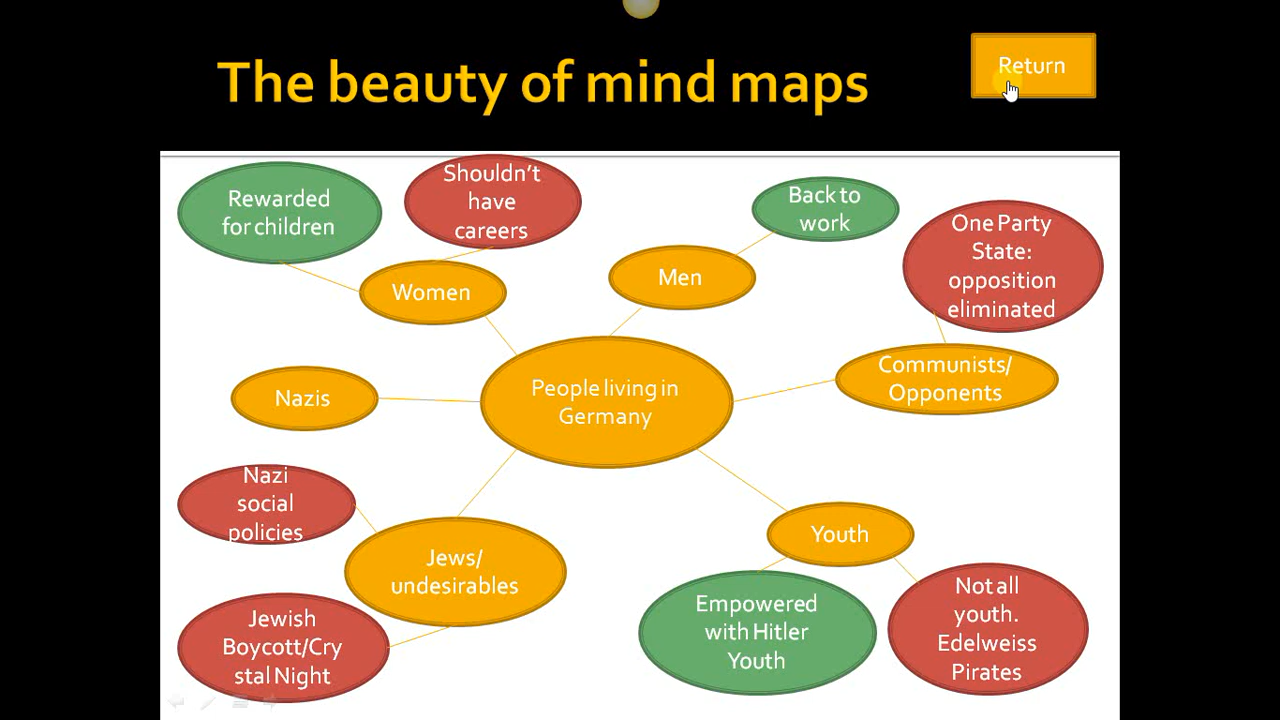 The beauty of mind maps
Return
Rewarded
for children
Shouldn't
have
careers
Back to
work
One Party
State:
opposition
eliminated
Women
Men
Communists/
Opponents
People living in
Germany
Nazis
Nazi
social
policies
Jews/
undesirables
Youth
Jewish
Boycott/Cry
stal Night
Empowered
with Hitler
Youth
Not all
youth.
Edelweiss
Pirates